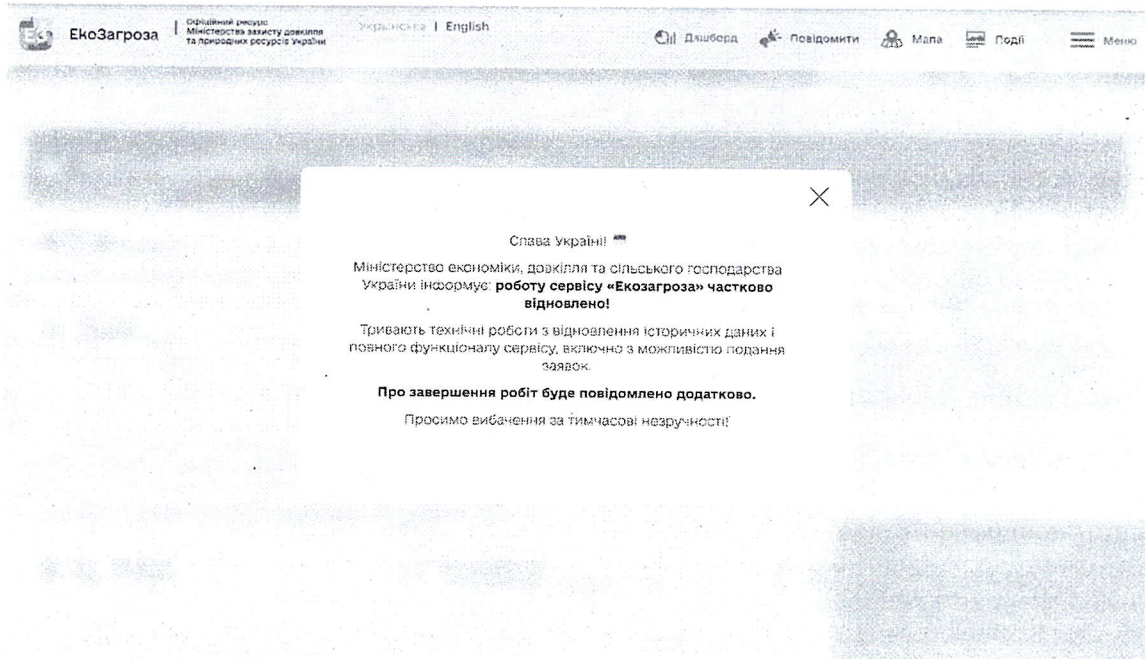 ЕкоЗагроза
Офіційний ресурс
Міністерства захисту довкілля
та природних ресурсів України
Українська | English
Дашборд
Повідомити
Мапа
Події
Меню
Слава Україні!
Міністерство економіки, довкілля та сільського господарства
України інформує: роботу сервісу «Екозагроза» частково
відновлено!
Тривають технічні роботи з відновлення історичних даних і
повного функціоналу сервісу, включно з можливістю подання
заявок.
Про завершення робіт буде повідомлено додатково.
Просимо вибачення за тимчасові незручності!